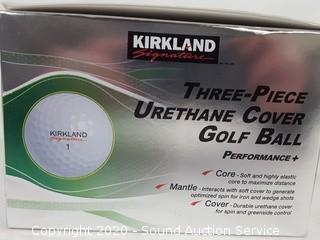 KIRKLAND
Signature
THREE-PIECE
URETHANE COVER
GOLF BALL
PERFORMANCE+
KIRKLAND
Signature
1
Core - Soft and highly elastic
core to maximize distance
Mantle - Interacts with soft cover to generate
optimized spin for iron and wedge shots
Cover - Durable urethane cover
for spin and greenside control
Copyright 2020 - Auction Service